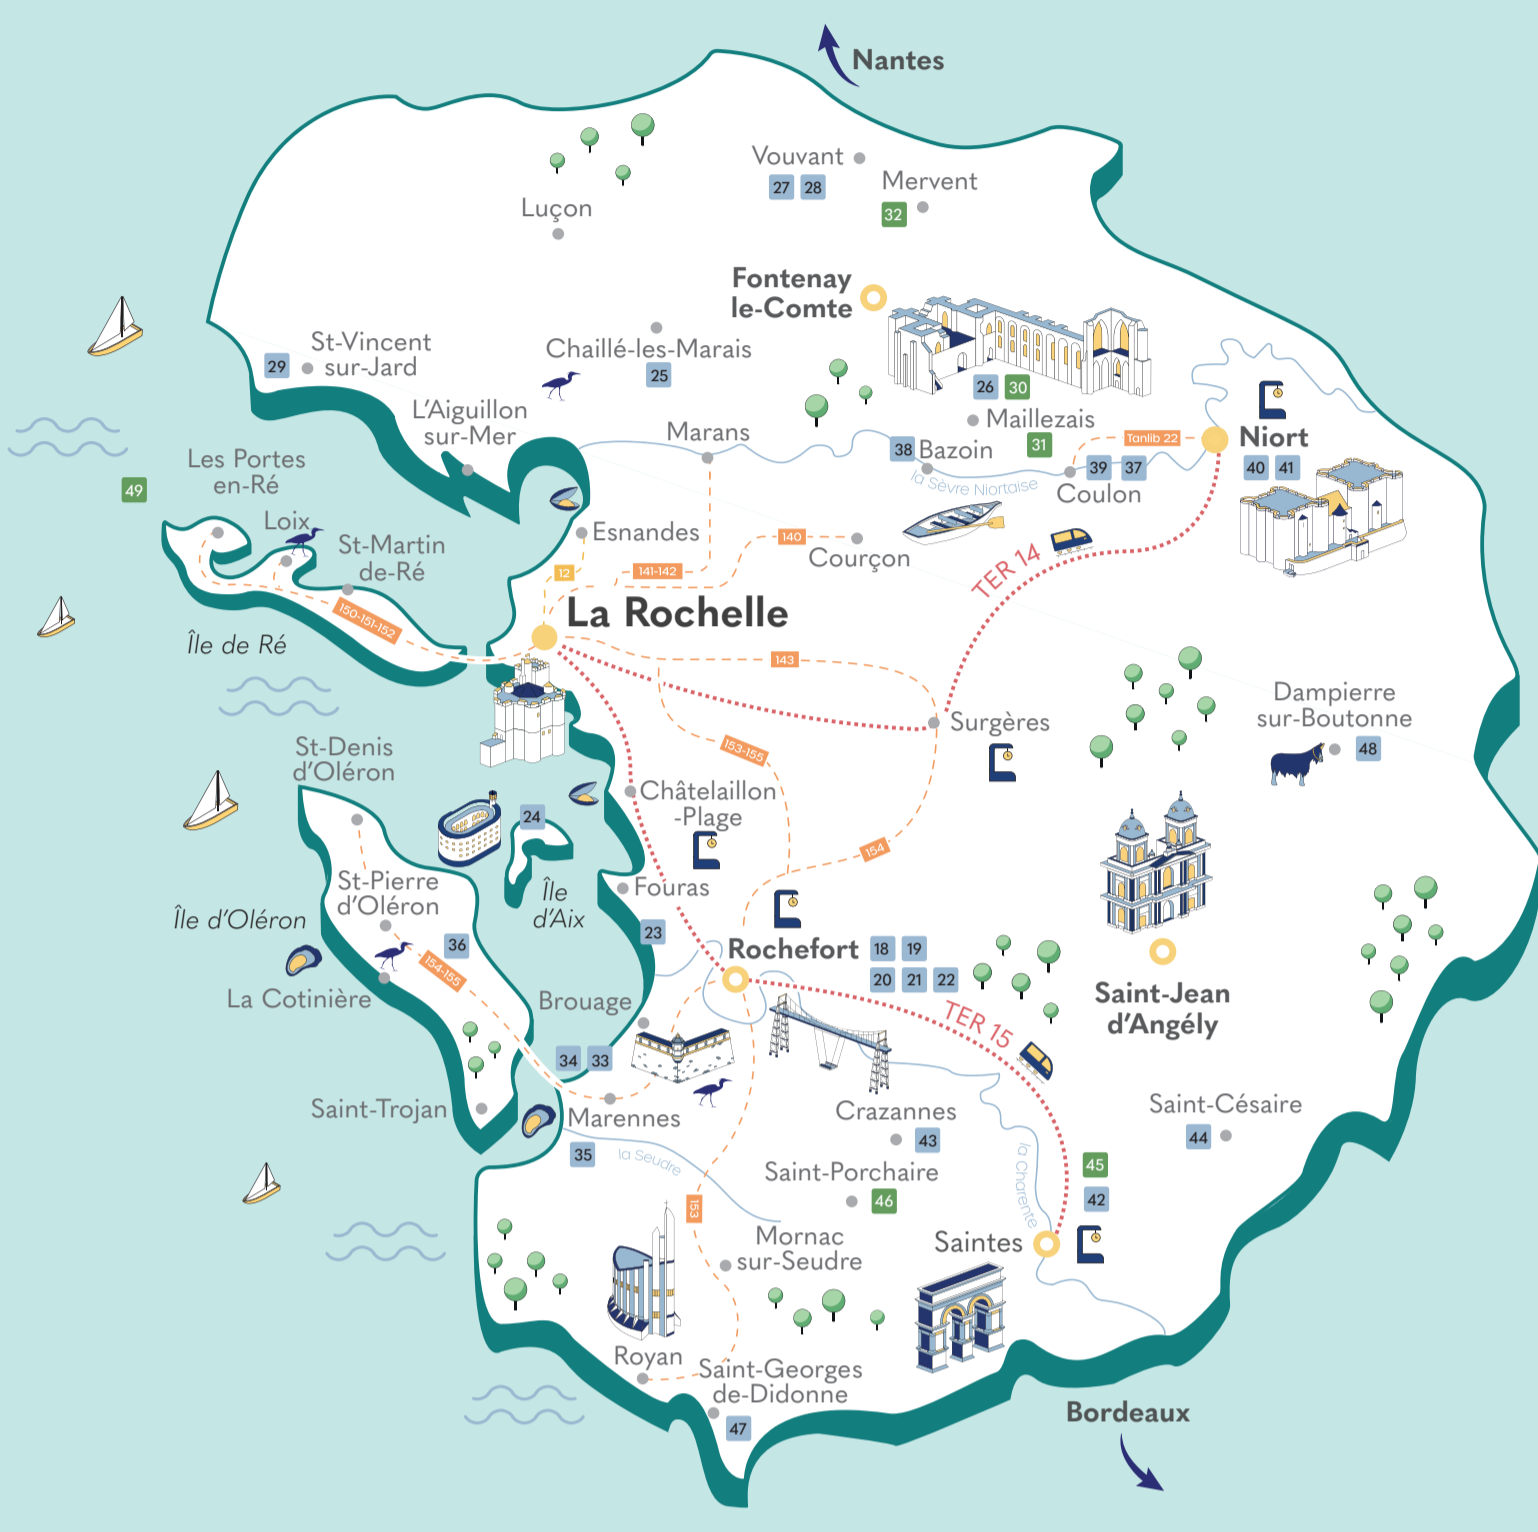 Nantes
Vouvant
27 28
Mervent
32
Luçon
Fontenay
le-Comte
St-Vincent
sur-Jard
29
Chaillé-les-Marais
25
26 30
Maillezais
31
L'Aiguillon
sur-Mer
Marans
38 Bazoin
la Sèvre Niortaise
Tanlib 22
39 37
Coulon
Niort
40 41
Les Portes
en-Ré
49
Loix
St-Martin
de-Ré
150-151-152
Île de Ré
Esnandes
12
141-142
140
Courçon
TER 14
La Rochelle
143
Surgères
153-155
154
Dampierre
sur-Boutonne
48
St-Denis
d'Oléron
Châtelaillon
-Plage
24
Île
d'Aix
Fouras
23
St-Pierre
d'Oléron
Île d'Oléron
36
154-155
La Cotinière
Rochefort
18 19
20 21 22
TER 15
Saint-Jean
d'Angély
Brouage
34 33
Marennes
Saint-Trojan
35
la Seudre
Crazannes
43
Saint-Césaire
44
la Charente
Saint-Porchaire
46
45
42
153
Saintes
Mornac
sur-Seudre
Royan
Saint-Georges
de-Didonne
47
Bordeaux